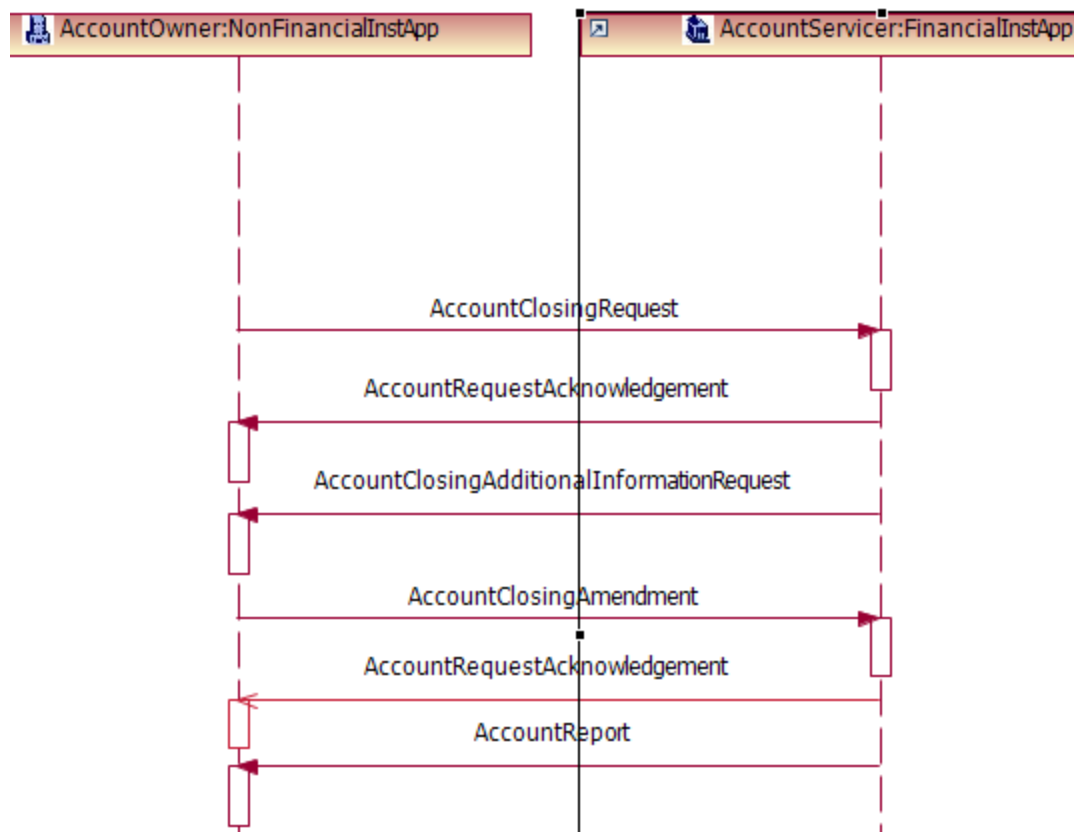 AccountOwner:NonFinancialInstApp
AccountServicer:FinancialInstApp
AccountClosingRequest
AccountRequestAcknowledgement
AccountClosingAdditionalInformationRequest
AccountClosingAmendment
AccountRequestAcknowledgement
AccountReport